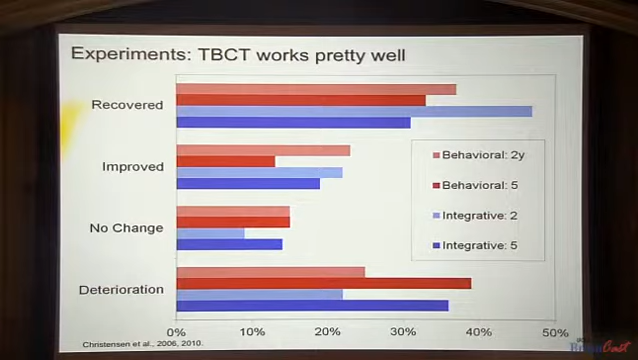 Experiments: TBCT works pretty well
Recovered
Improved
No Change
Deterioration
Behavioral: 2y
Behavioral: 5
Integrative: 2
Integrative: 5
0%
10%
20%
30%
40%
50%
Christensen et al., 2006, 2010.